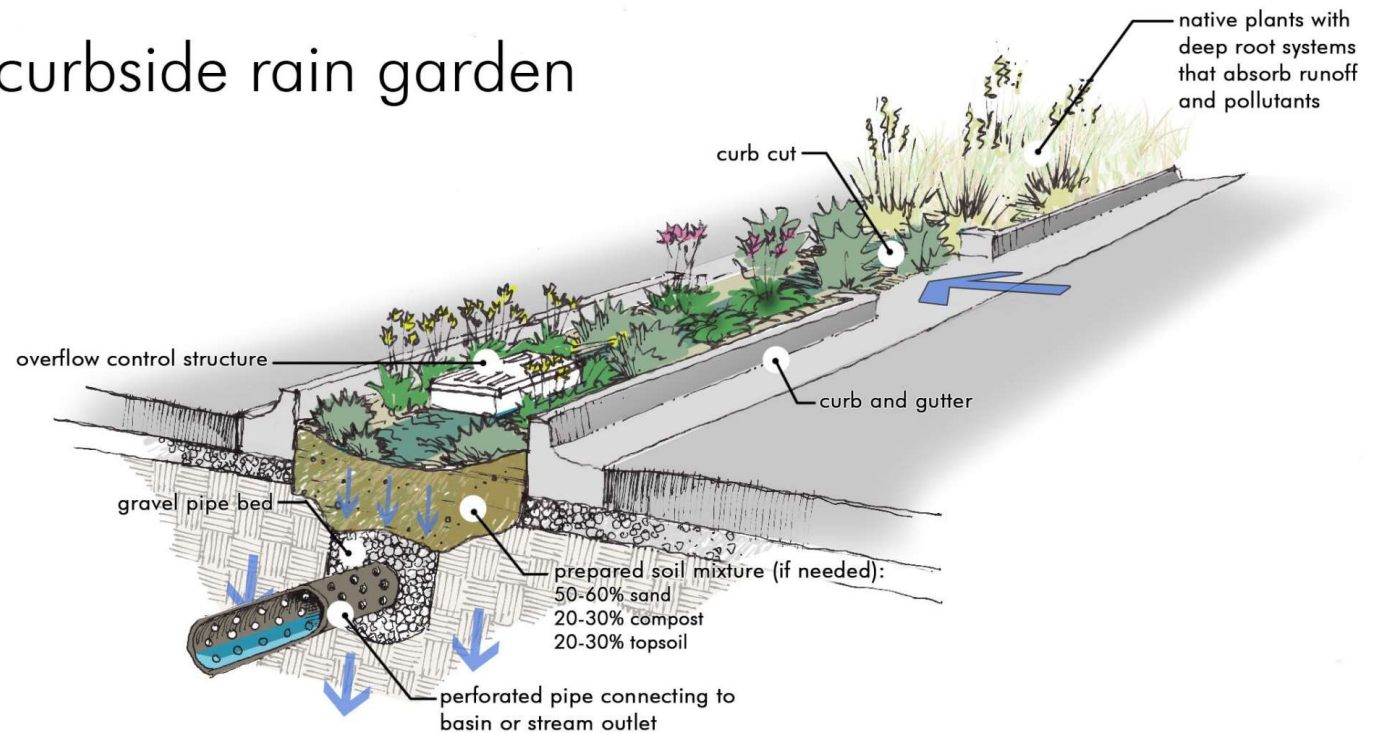 curbside rain garden
native plants with
deep root systems
that absorb runoff
and pollutants
curb cut
overflow control structure
curb and gutter
gravel pipe bed
prepared soil mixture (if needed):
50-60% sand
20-30% compost
20-30% topsoil
perforated pipe connecting to
basin or stream outlet